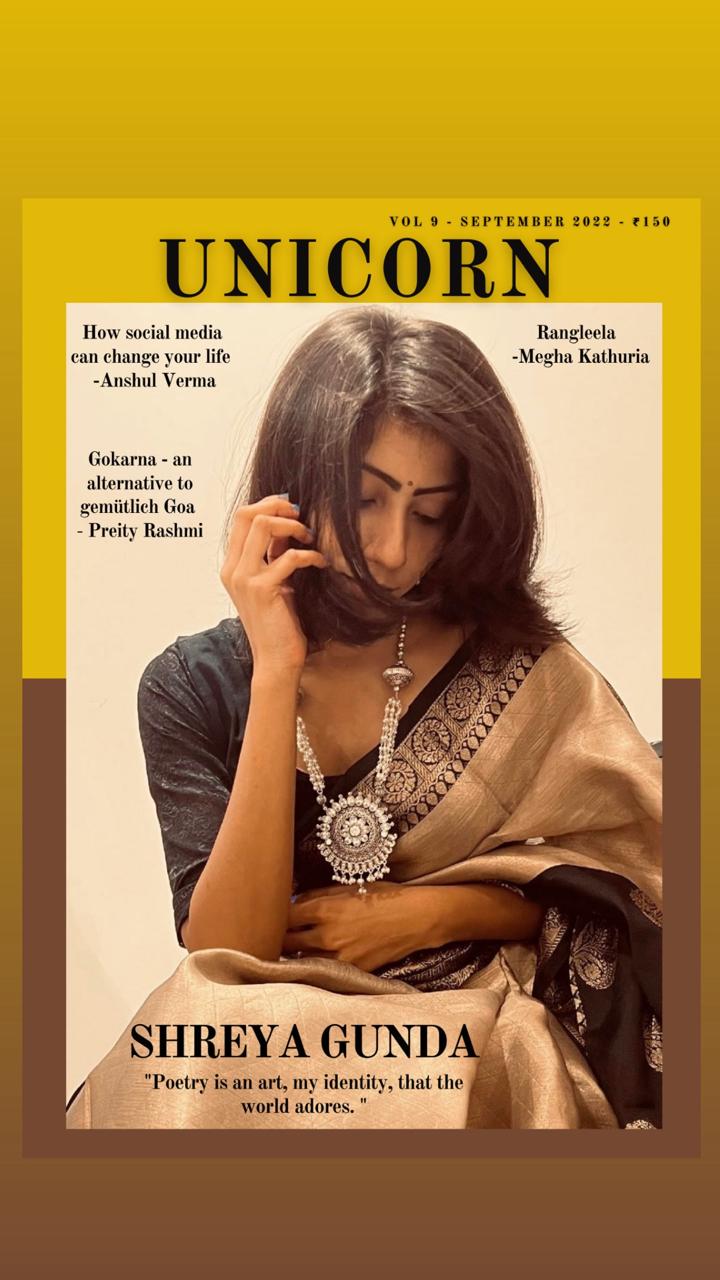 VOL 9 - SEPTEMBER 2022 - ₹150
UNICORN
How social media
can change your life
-Anshul Verma
Rangleela
-Megha Kathuria
Gokarna - an
alternative to
gemütlich Goa
- Preity Rashmi
SHREYA GUNDA
"Poetry is an art, my identity, that the
world adores. "